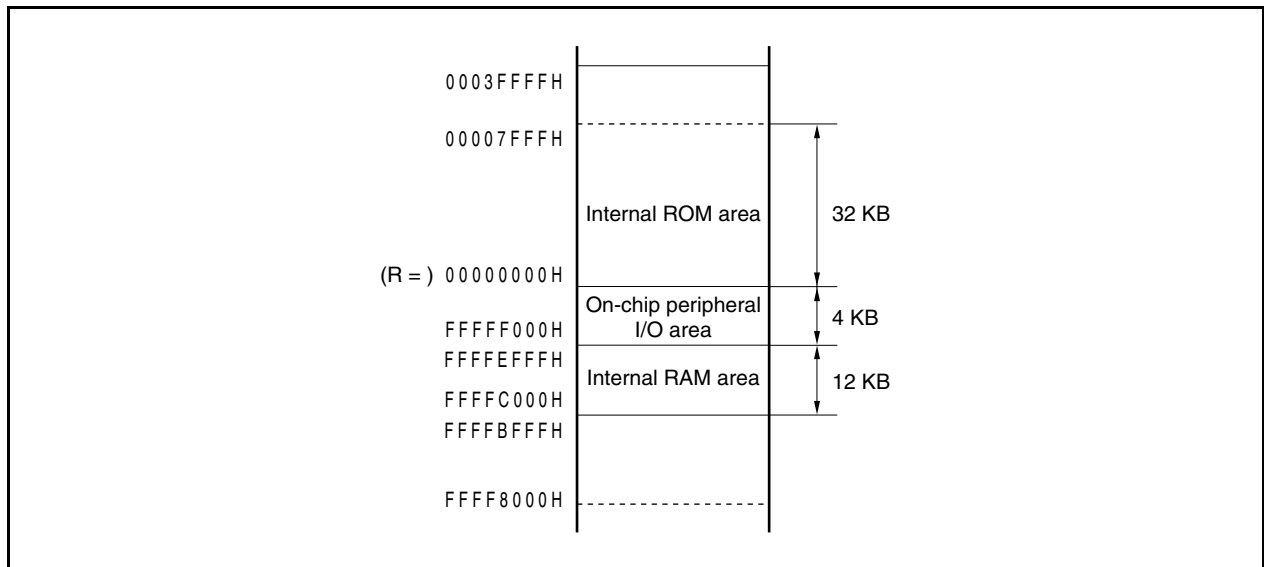 0003FFFFH
00007FFFH
Internal ROM area
32 KB
(R = ) 00000000H
On-chip peripheral
I/O area
4 KB
FFFFF000H
FFFFEFFFH
Internal RAM area
12 KB
FFFFC000H
FFFFBFFFH
FFFF8000H